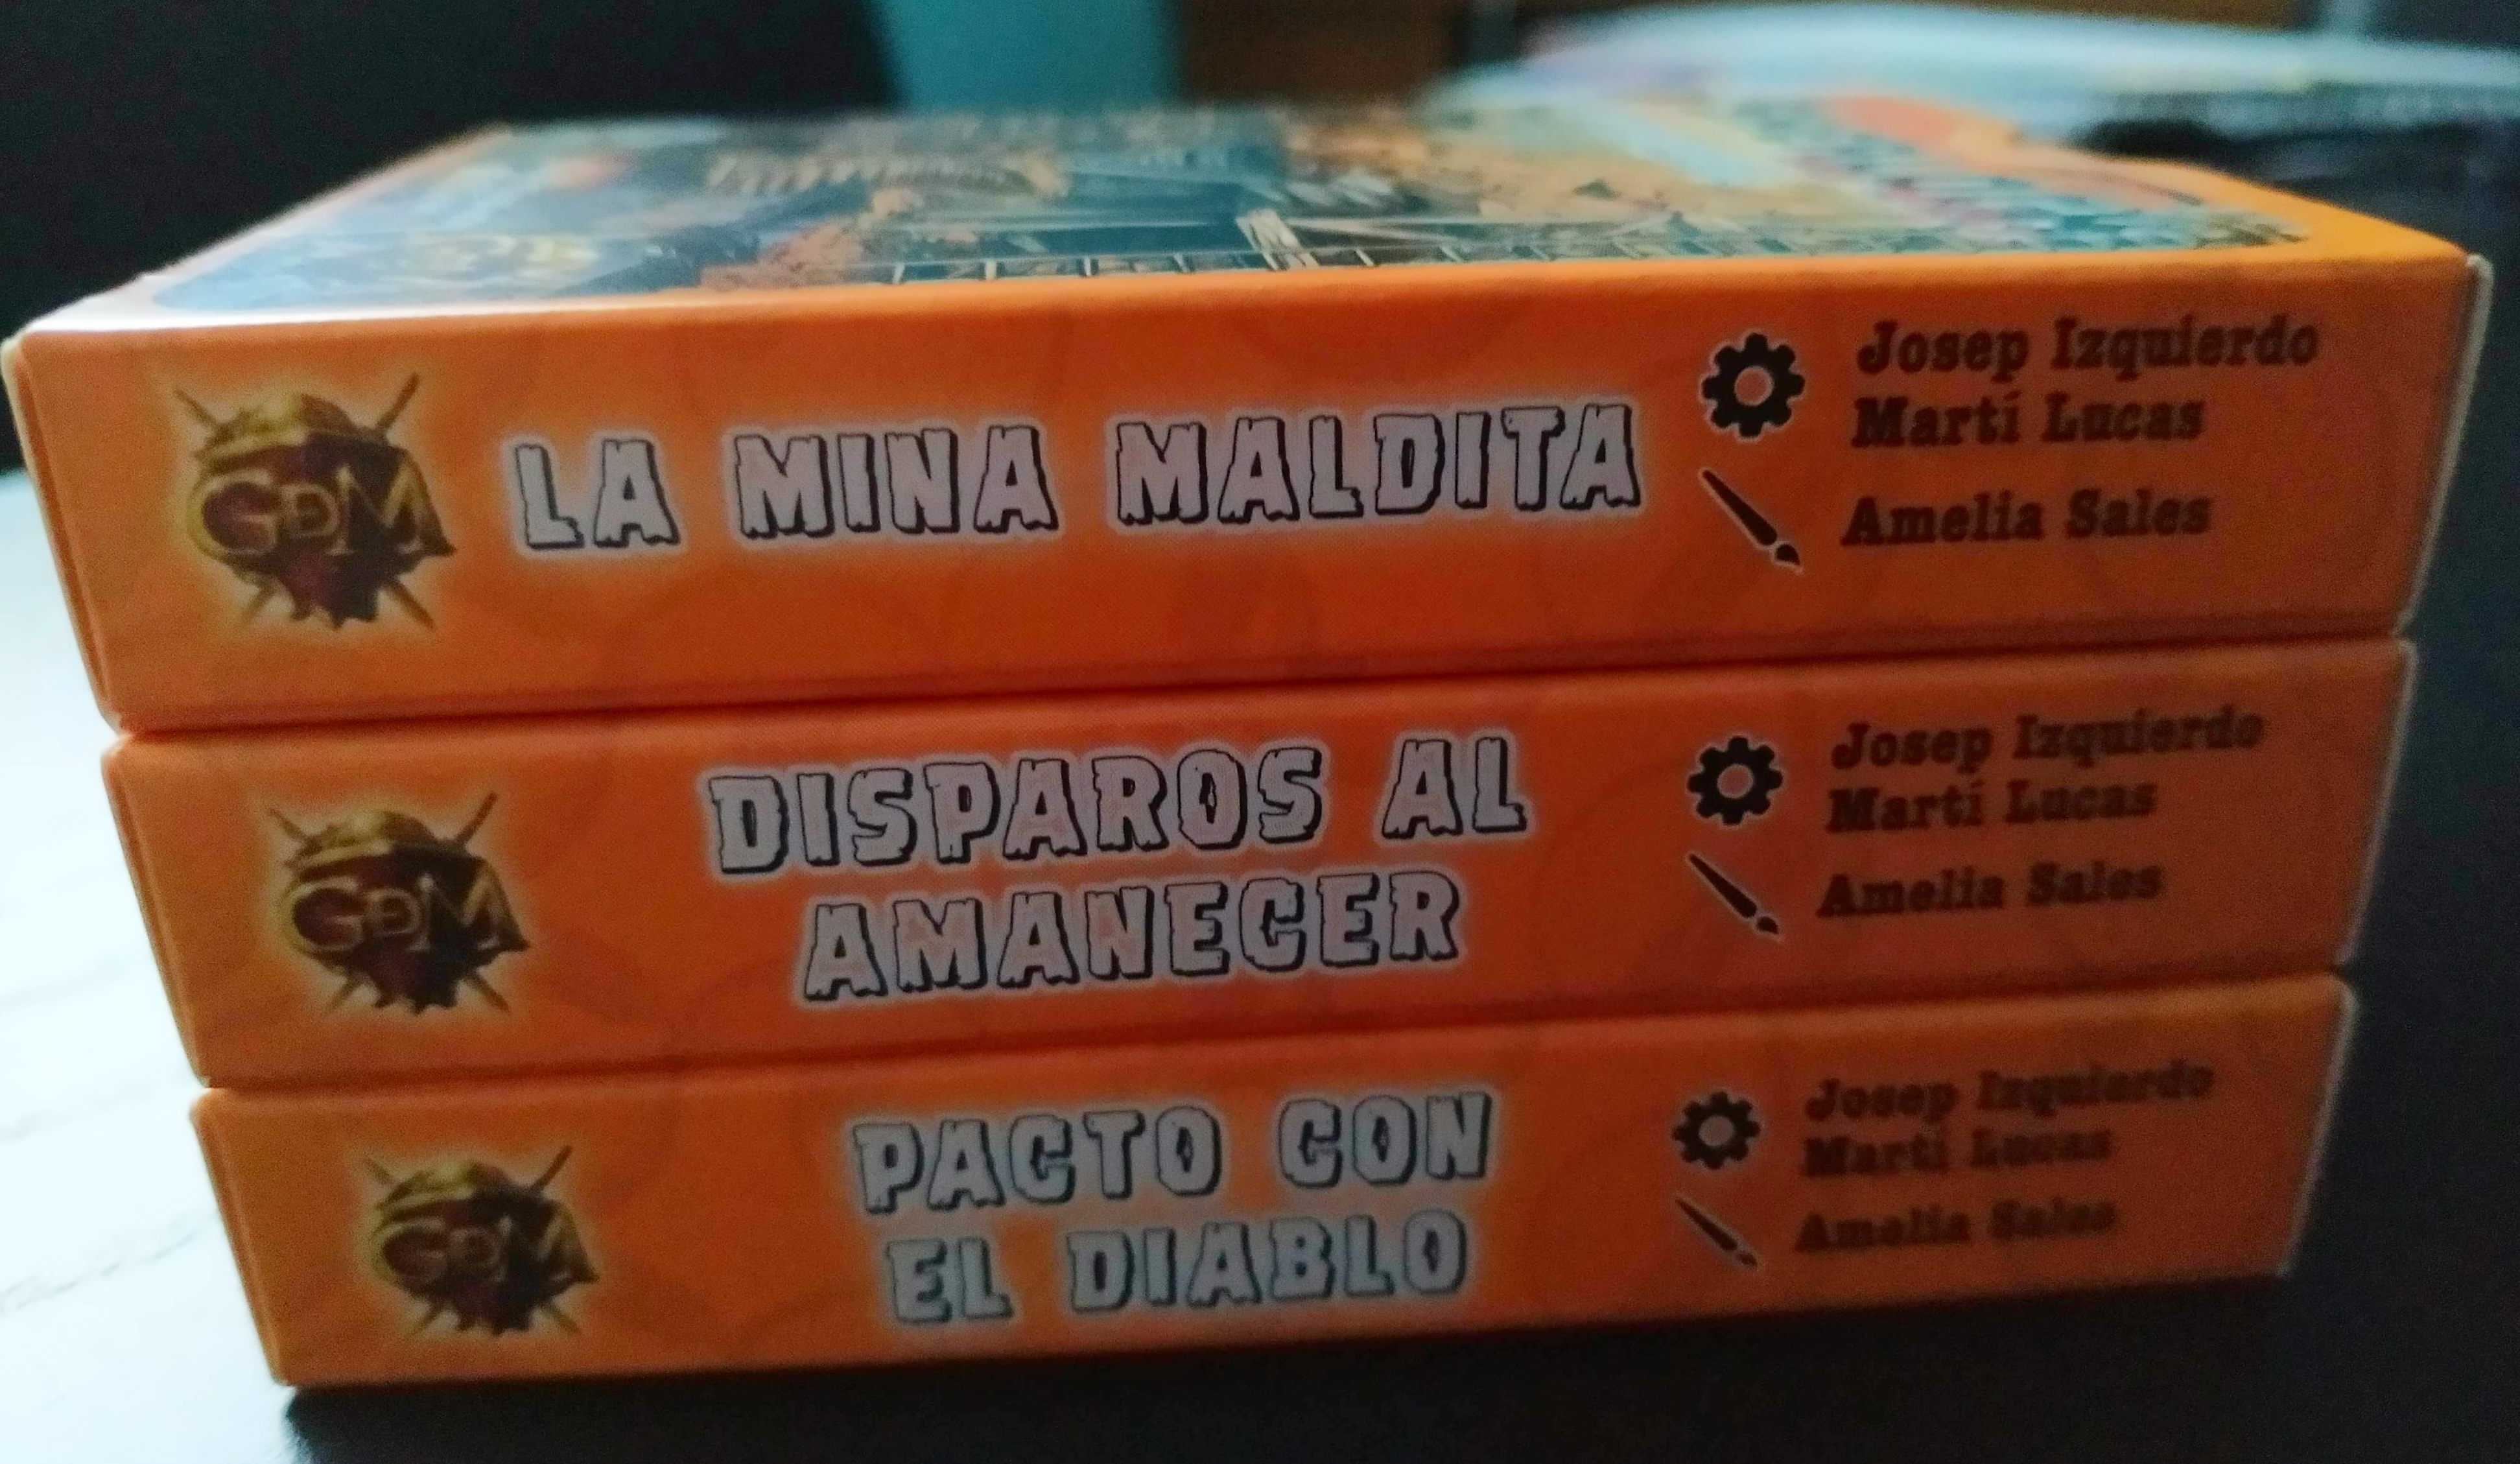 GDM
LA MINA MALDITA
Josep Izquierdo
Martí Lucas
Amelia Sales
GDM
DISPAROS AL
AMANECER
Josep Izquierdo
Martí Lucas
Amelia Sales
GDM
PACTO CON
EL DIABLO
Josep Izquierdo
Martí Lucas
Amelia Sales